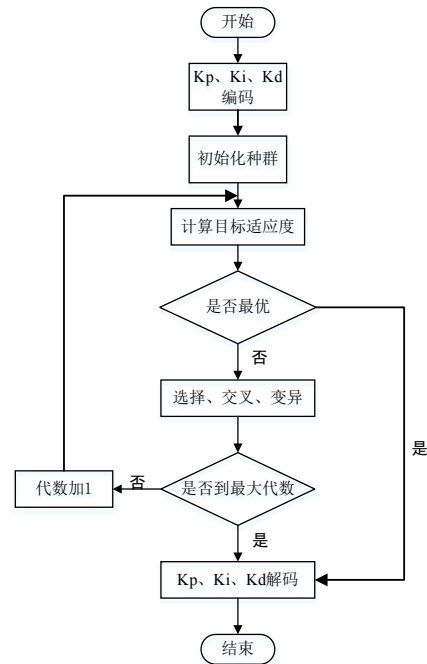 开始
Kp、Ki、Kd
编码
初始化种群
计算目标适应度
是否最优
否
选择、交叉、变异
是
代数加1
否
是否到最大代数
是
Kp、Ki、Kd解码
结束